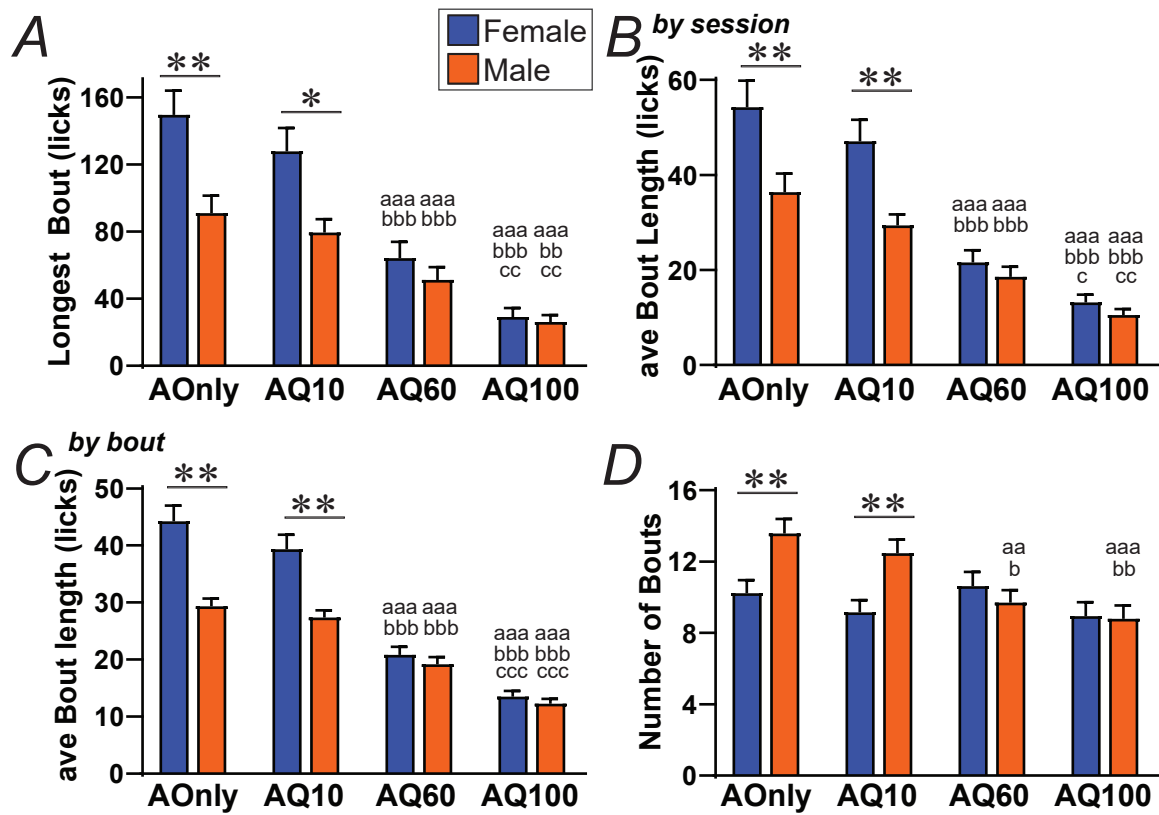 A
Longest Bout (licks)
160
120
80
40
0
**
*
aaa aaa
bbb bbb
aaa aaa
bbb bb
cc cc
AOnly AQ10 AQ60 AQ100
Female
Male
B by session
ave Bout Length (licks)
60
40
20
0
**
**
aaa aaa
bbb bbb
aaa aaa
bbb bbb
c cc
AOnly AQ10 AQ60 AQ100
C by bout
ave Bout length (licks)
50
40
30
20
10
0
**
**
aaa aaa
bbb bbb
aaa aaa
bbb bbb
ccc ccc
AOnly AQ10 AQ60 AQ100
D
Number of Bouts
16
12
8
4
0
**
**
aa
b
aaa
bb
AOnly AQ10 AQ60 AQ100